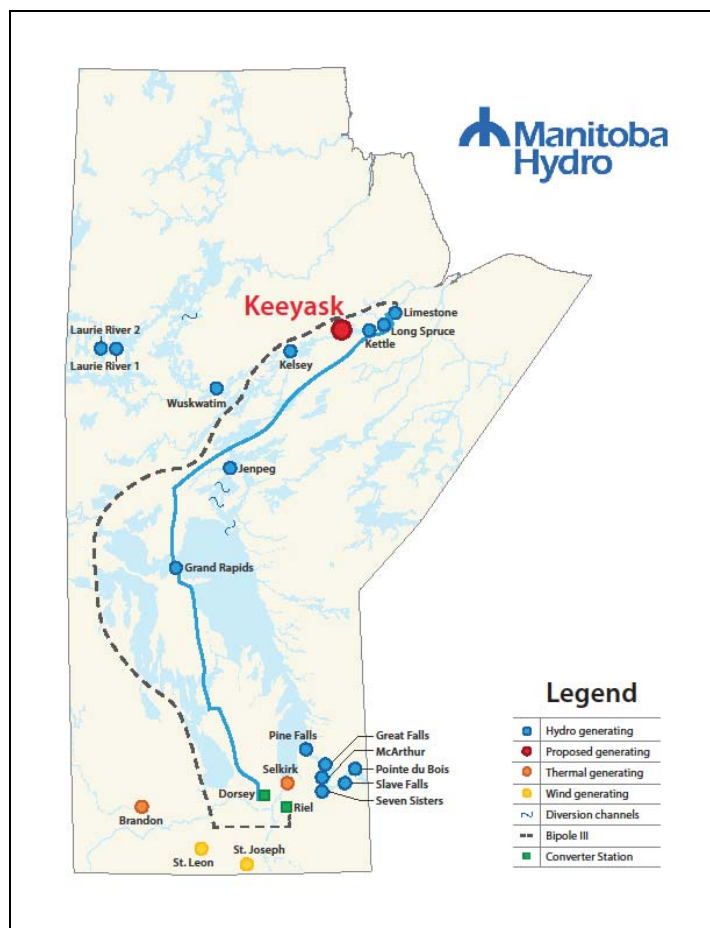 Manitoba
Hydro
Keeyask
Limestone
Long Spruce
Kettle
Laurie River 2
Laurie River 1
Kelsey
Wuskwatim
Jenpeg
Grand Rapids
Legend
Hydro generating
Proposed generating
Thermal generating
Wind generating
Diversion channels
Bipole III
Converter Station
Pine Falls
Great Falls
McArthur
Pointe du Bois
Slave Falls
Seven Sisters
Selkirk
Dorsey
Riel
Brandon
St. Leon
St. Joseph